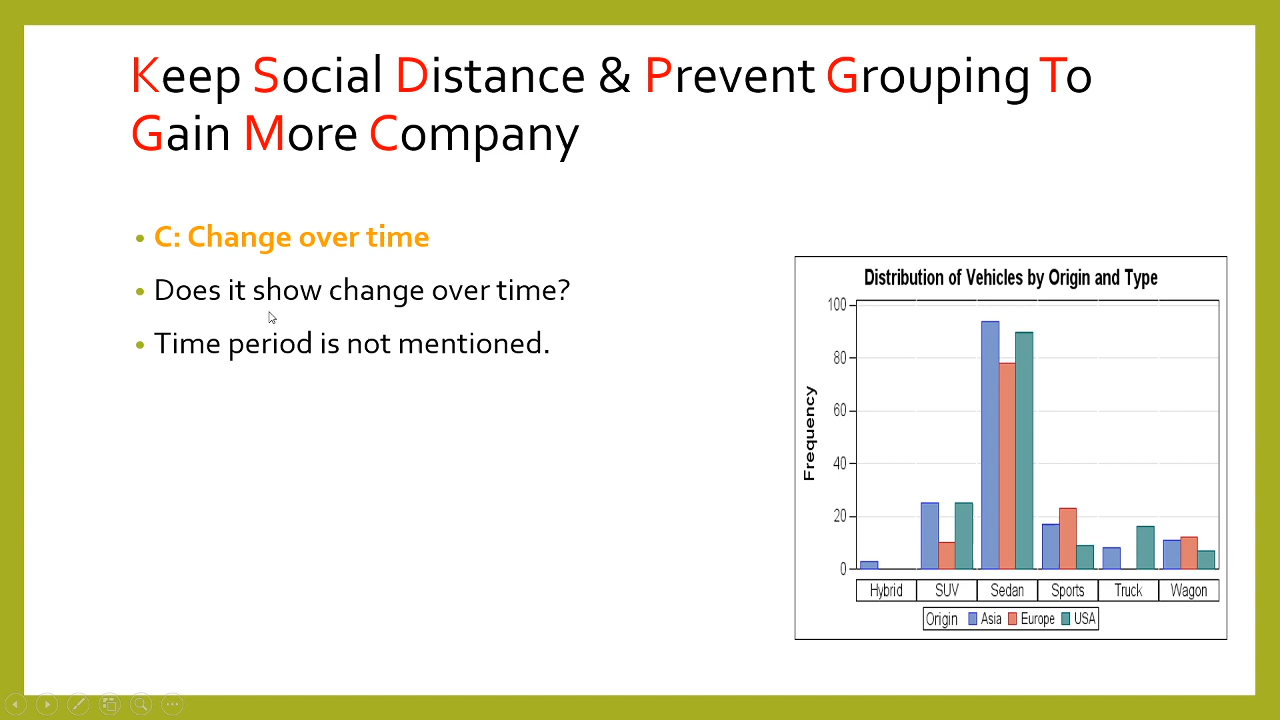 Keep Social Distance & Prevent Grouping To
Gain More Company
• C: Change over time
• Does it show change over time?
• Time period is not mentioned.
Distribution of Vehicles by Origin and Type
100
80
60
40
20
0
Frequency
Hybrid SUV Sedan Sports Truck Wagon
Origin Asia Europe USA